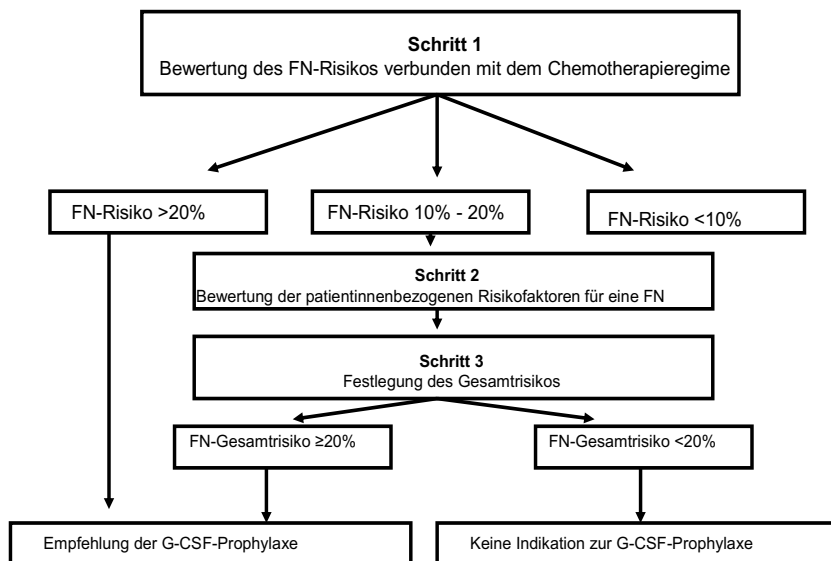 Schritt 1
Bewertung des FN-Risikos verbunden mit dem Chemotherapieregime
FN-Risiko >20%
FN-Risiko 10% - 20%
FN-Risiko <10%
Schritt 2
Bewertung der patientinnenbezogenen Risikofaktoren für eine FN
Schritt 3
Festlegung des Gesamtrisikos
FN-Gesamtrisiko ≥20%
FN-Gesamtrisiko <20%
Empfehlung der G-CSF-Prophylaxe
Keine Indikation zur G-CSF-Prophylaxe